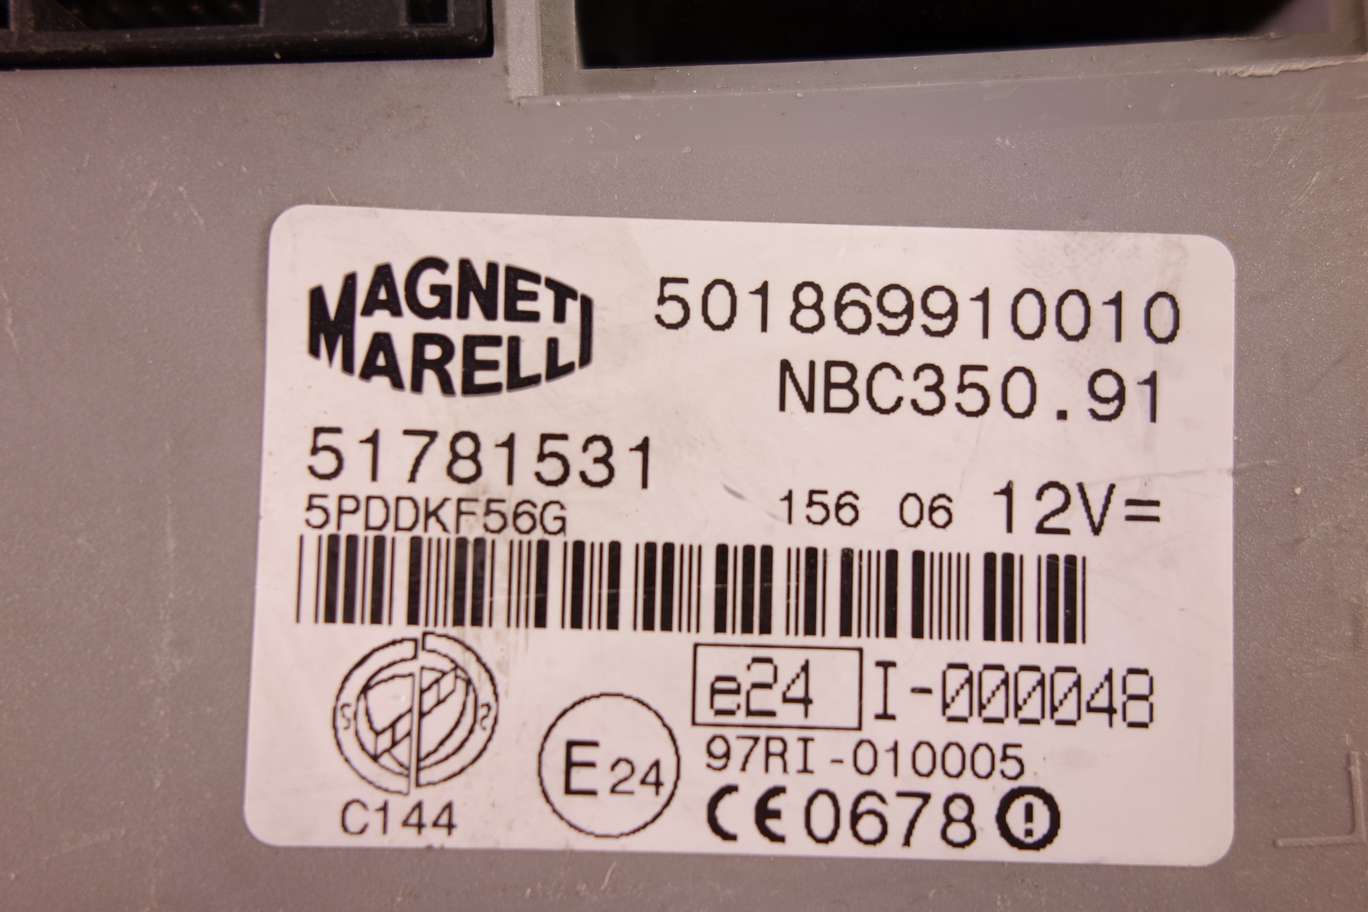 MAGNETI
MARELLI
501869910010
NBC350.91
51781531
5PDDKF56G
156 06 12V=
e24 I-000048
97RI-010005
E24
C144
CE0678